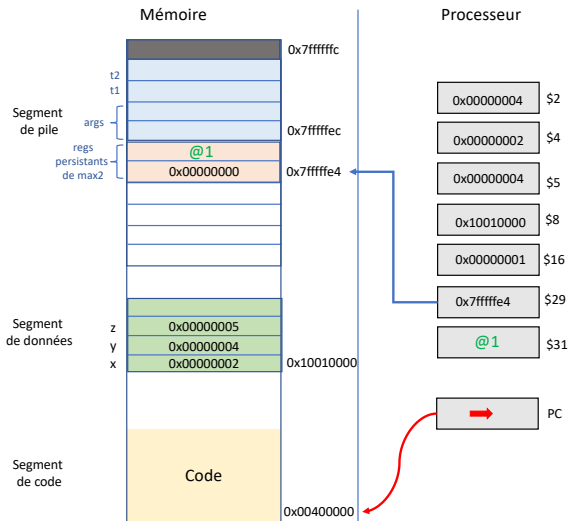 Mémoire
Processeur
0x7ffffffc
t2
t1
Segment
de pile
args
0x7fffffec
regs
persistants
de max2
@1
0x00000000
0x7fffffe4
0x00000004 $2
0x00000002 $4
0x00000004 $5
0x10010000 $8
0x00000001 $16
0x7fffffe4 $29
@1 $31
PC
Segment
de données
z 0x00000005
y 0x00000004
x 0x00000002 0x10010000
Segment
de code
Code
0x00400000